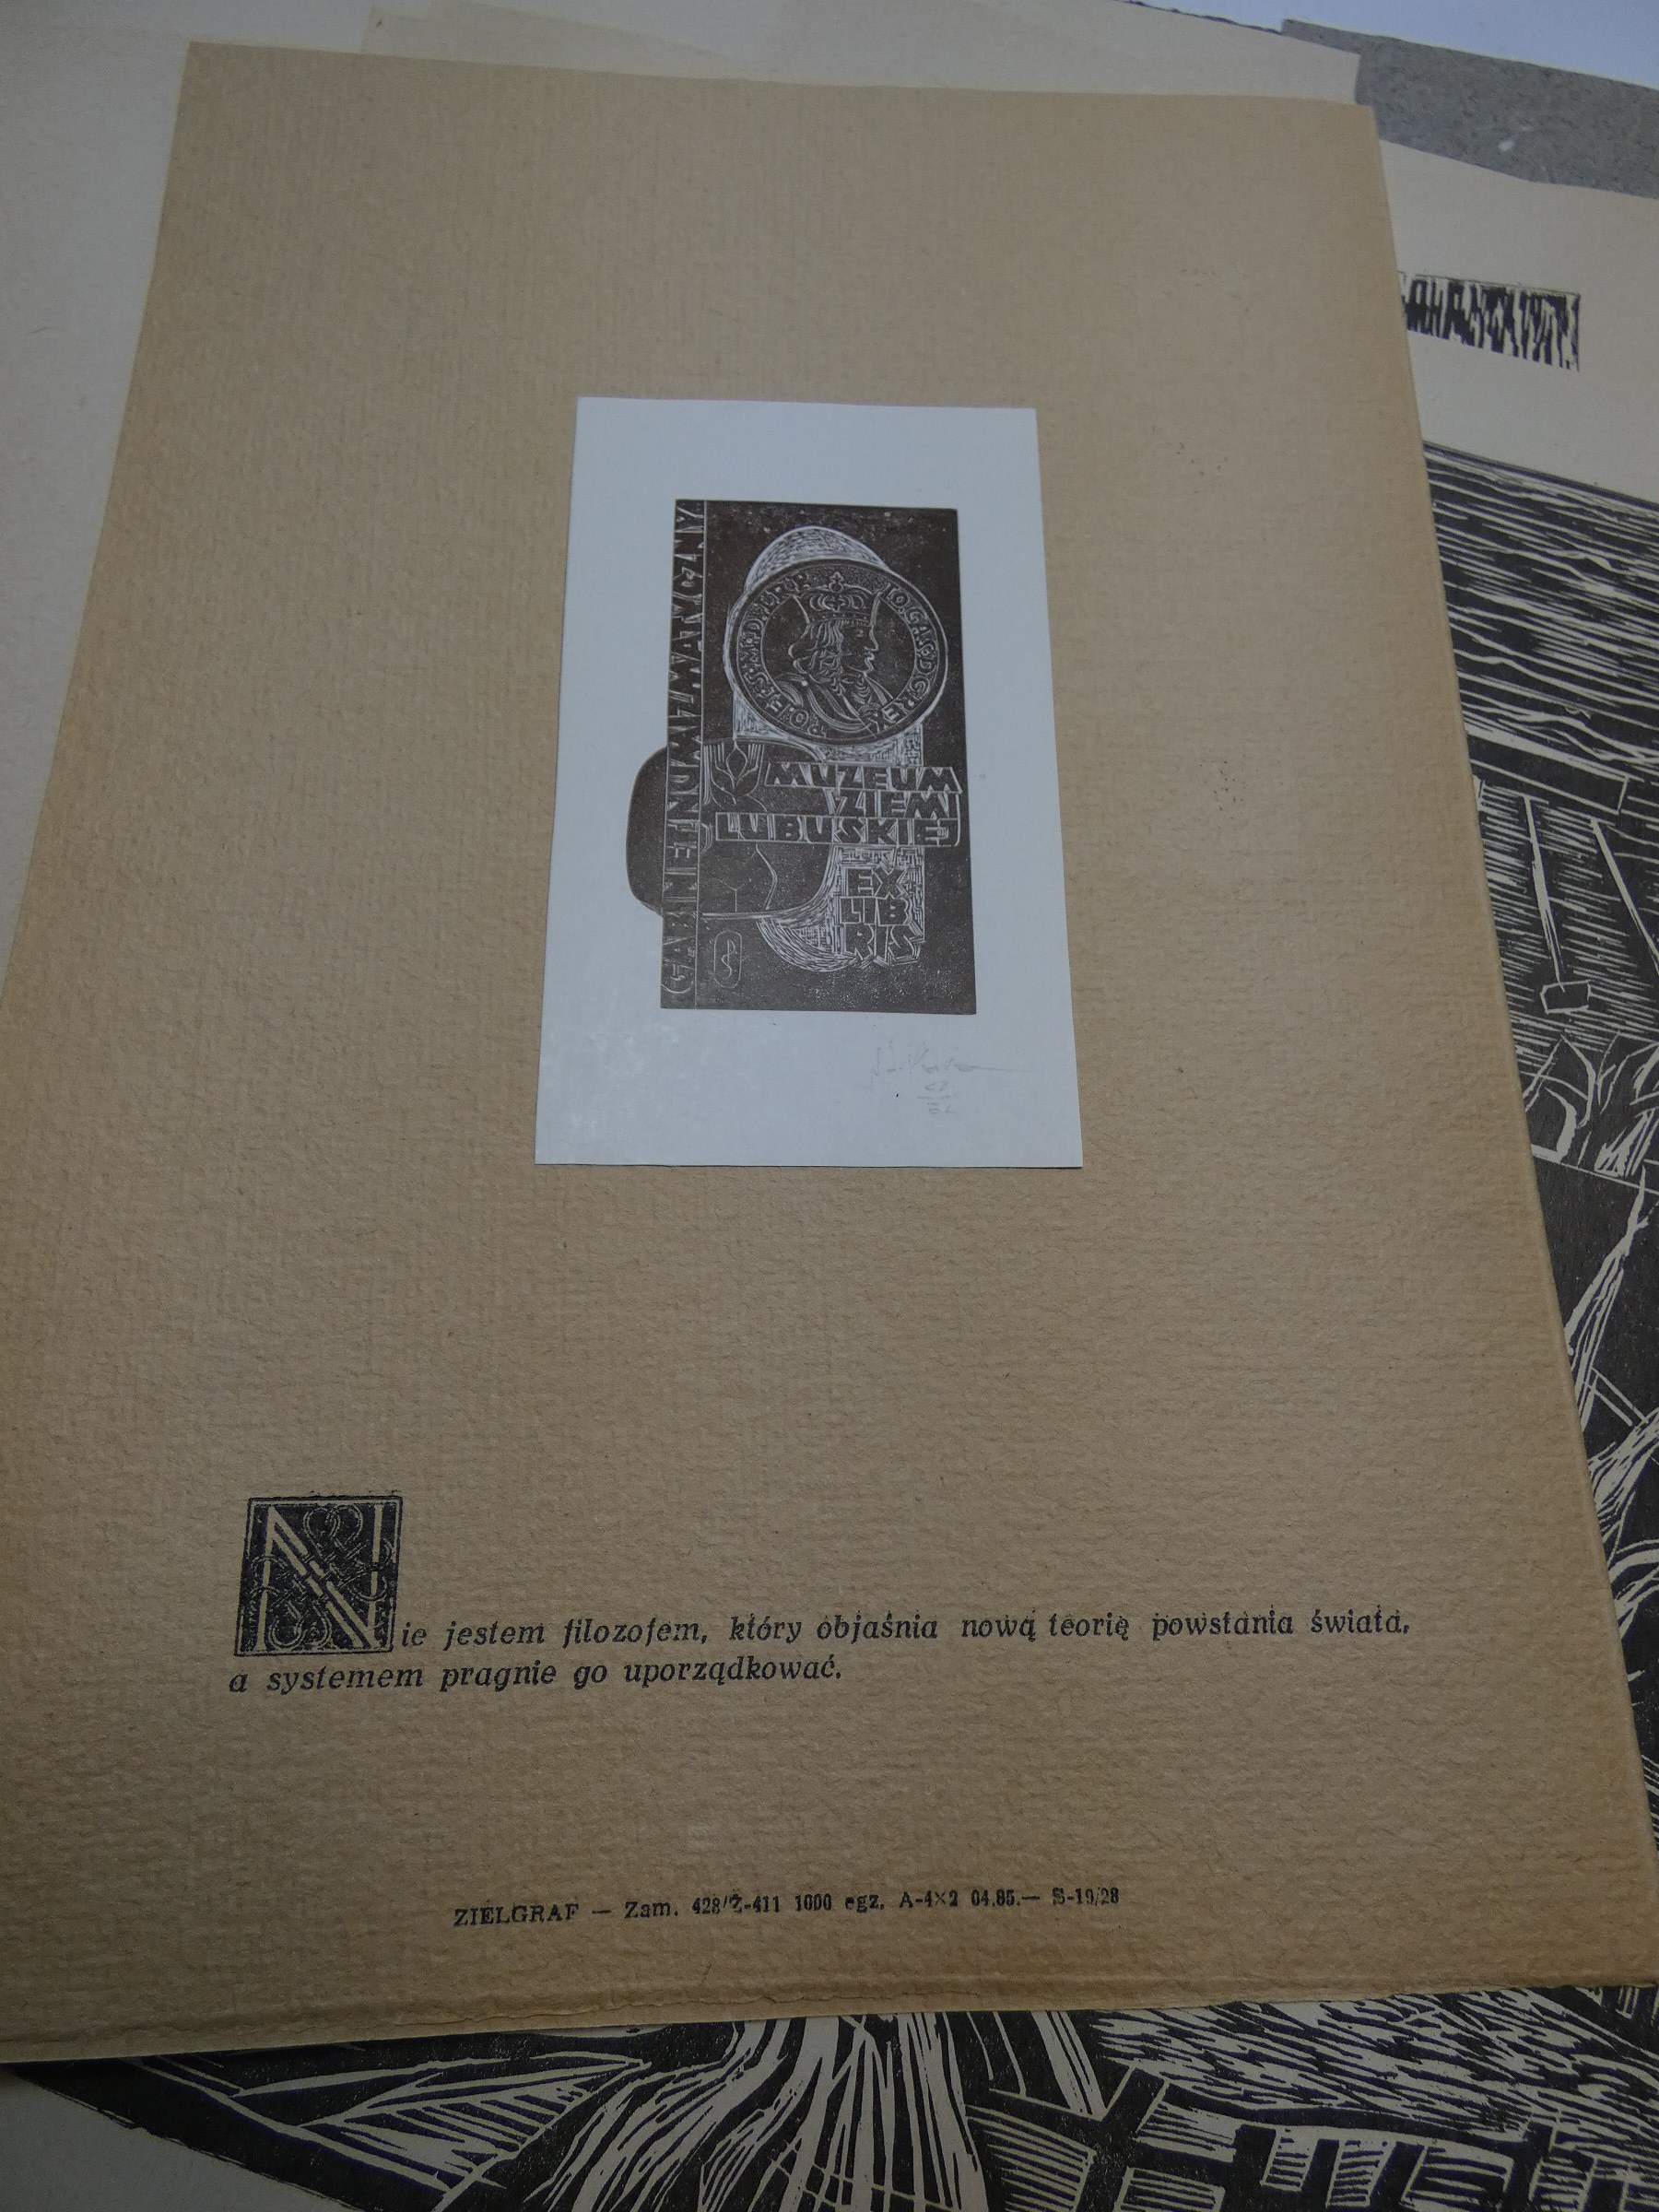 GABINET NUMIZMATYCZNY
MUZEUM
ZIEMI
LUBUSKIEJ
EX
LIB
RIS
Nie jestem filozofem, który objaśnia nową teorię powstania świata,
a systemem pragnie go uporządkować.
ZIELGRAF — Zam. 428/Z-411 1000 egz. A-4×2 04.85.— S-19/28